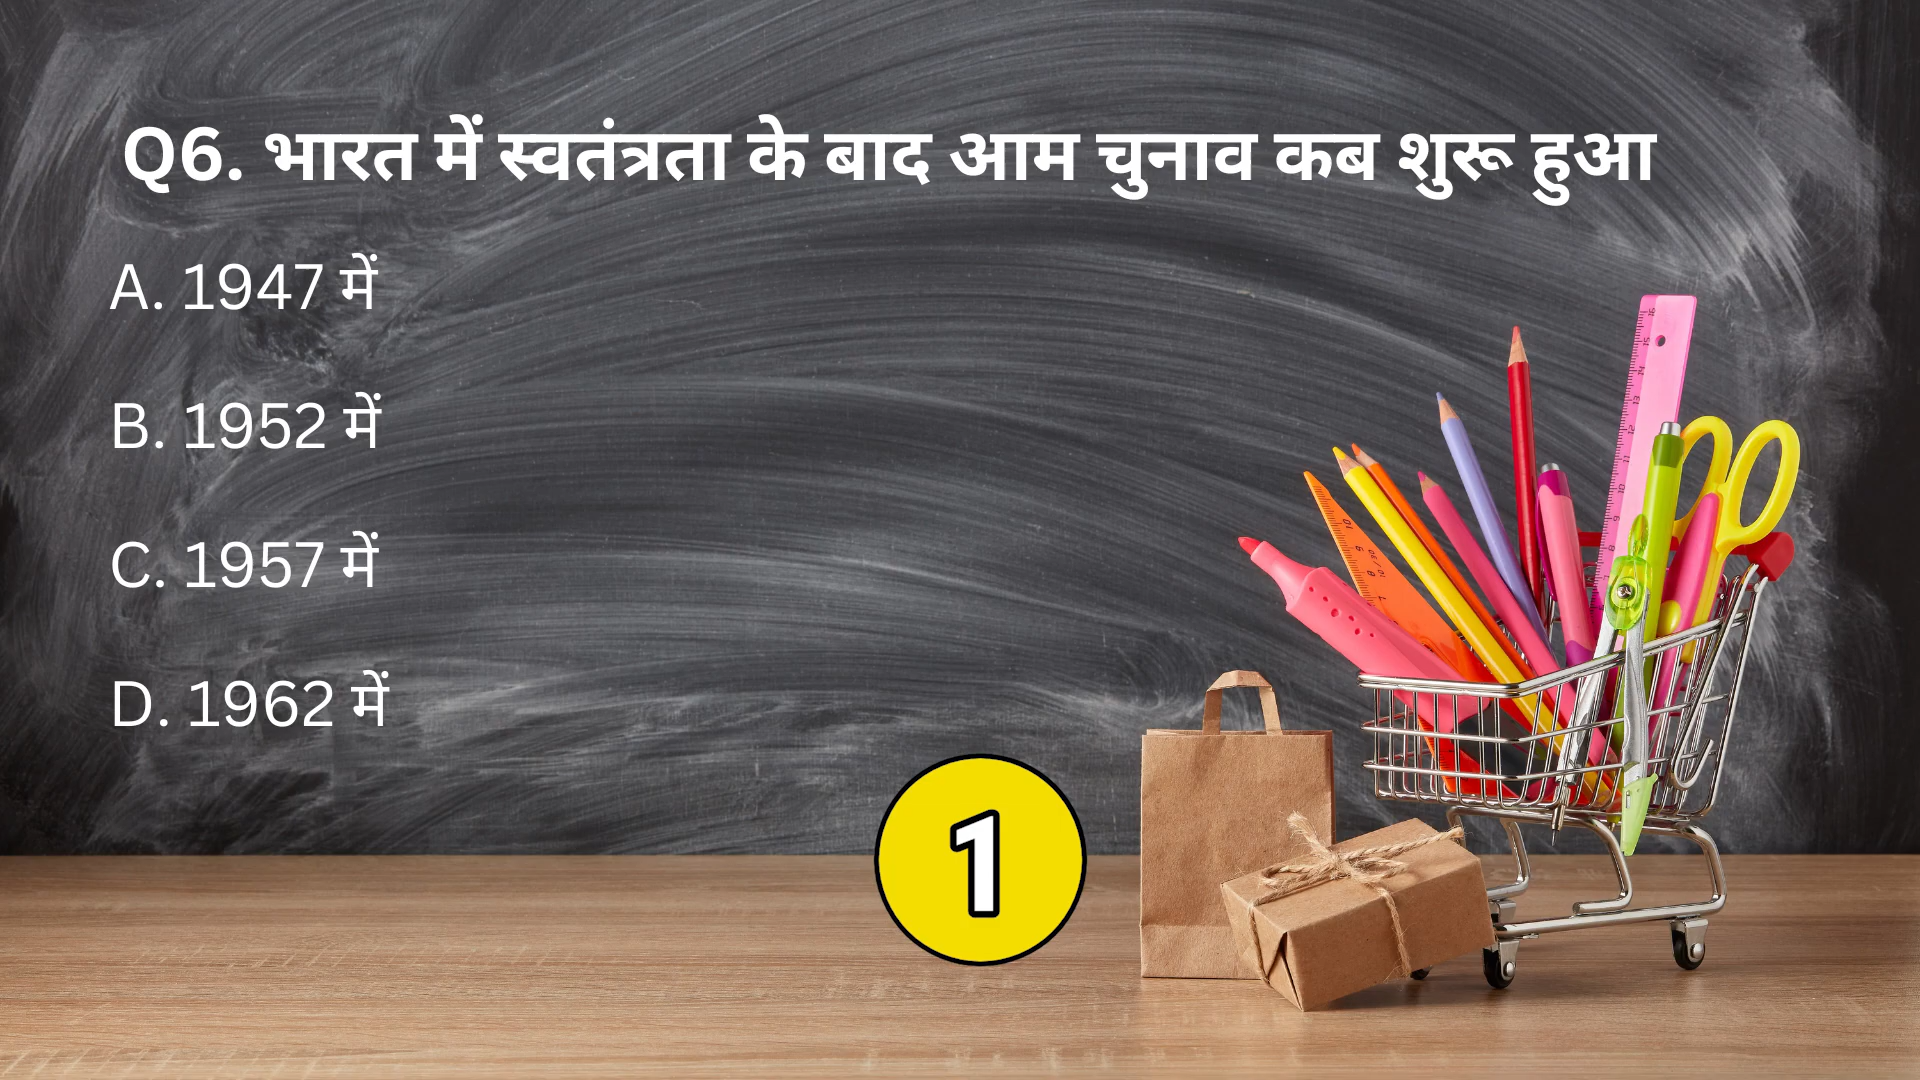 Q6. भारत में स्वतंत्रता के बाद आम चुनाव कब शुरू हुआ
A. 1947 में
B. 1952 में
C. 1957 में
D. 1962 में
1